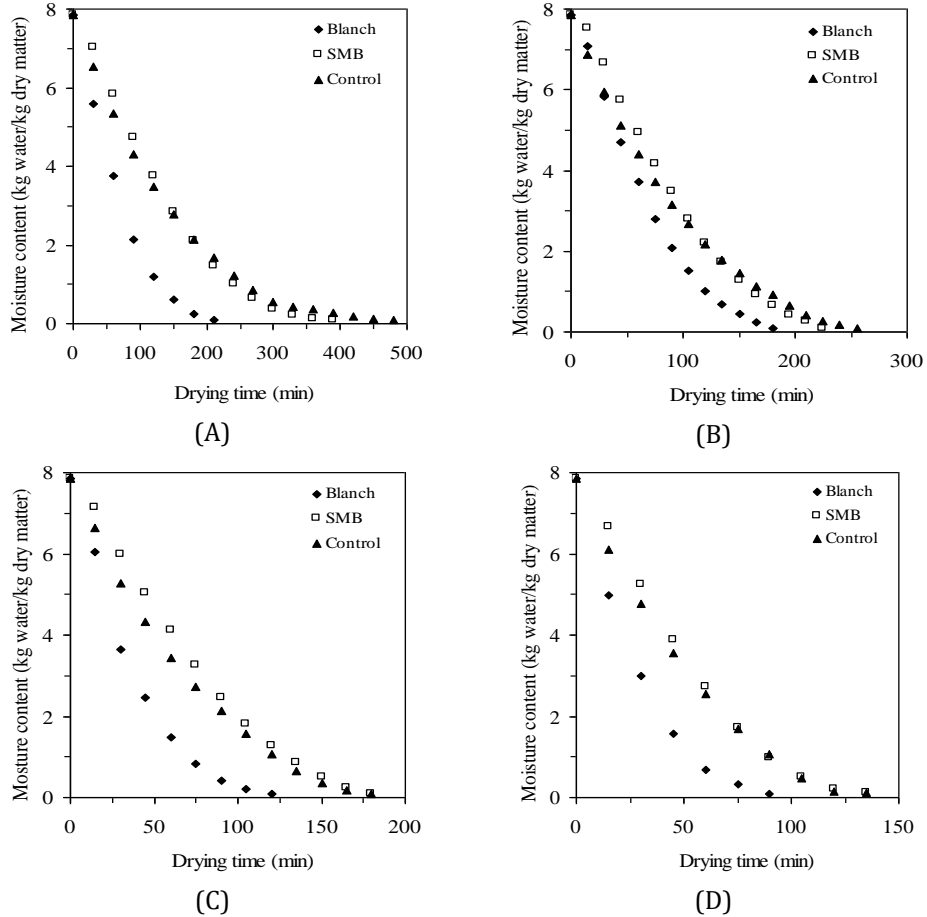 8
6
4
2
0
0 100 200 300 400 500
Moisture content (kg water/kg dry matter)
Drying time (min)
Blanch
SMB
Control
(A)
8
6
4
2
0
0 100 200 300
Moisture content (kg water/kg dry matter)
Drying time (min)
Blanch
SMB
Control
(B)
8
6
4
2
0
0 50 100 150 200
Mosture content (kg water/kg dry matter)
Drying time (min)
Blanch
SMB
Control
(C)
8
6
4
2
0
0 50 100 150
Moisture content (kg water/kg dry matter)
Drying time (min)
Blanch
SMB
Control
(D)